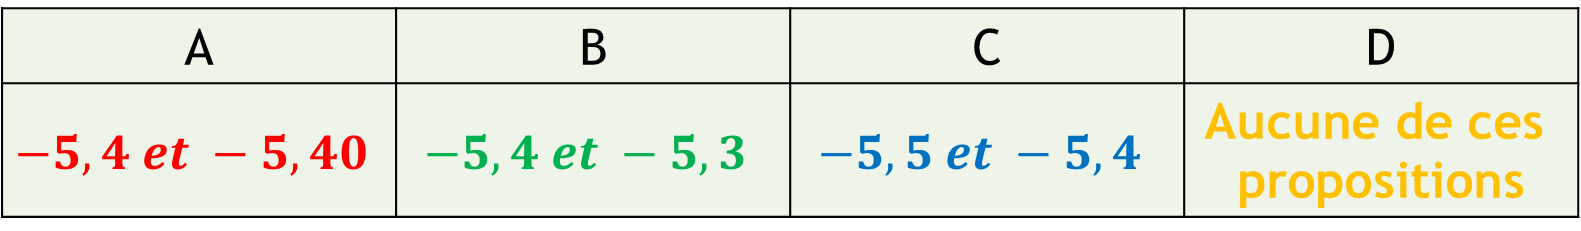 A B C D
−5, 4 et − 5, 40 −5, 4 et − 5, 3 −5, 5 et − 5, 4 Aucune de ces
propositions